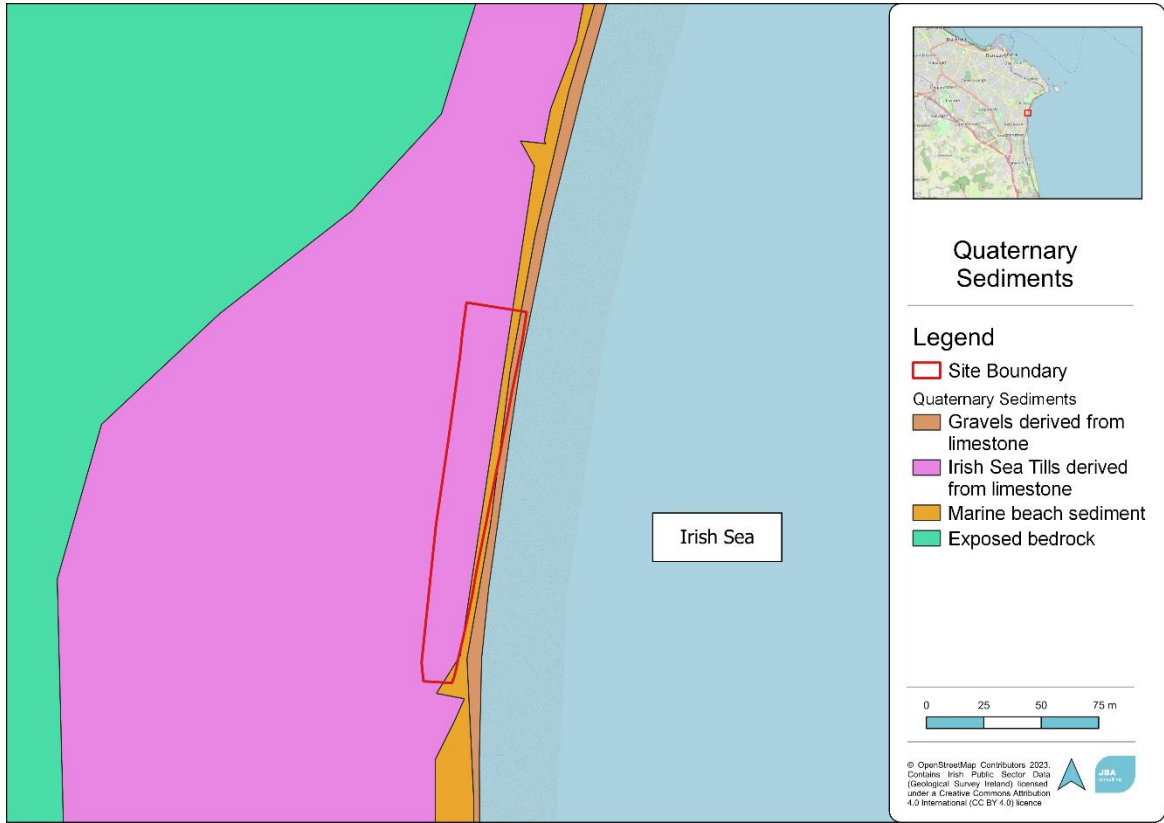 Irish Sea
Quaternary
Sediments
Legend
Site Boundary
Quaternary Sediments
Gravels derived from
limestone
Irish Sea Tills derived
from limestone
Marine beach sediment
Exposed bedrock
0 25 50 75 m
© OpenStreetMap Contributors 2023.
Contains Irish Public Sector Data
(Geological Survey Ireland) licensed
under a Creative Commons Attribution
4.0 International (CC BY 4.0) licence
JBA
consulting